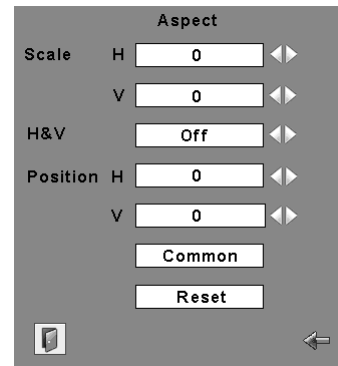 Aspect
Scale H 0
V 0
H&V Off
Position H 0
V 0
Common
Reset